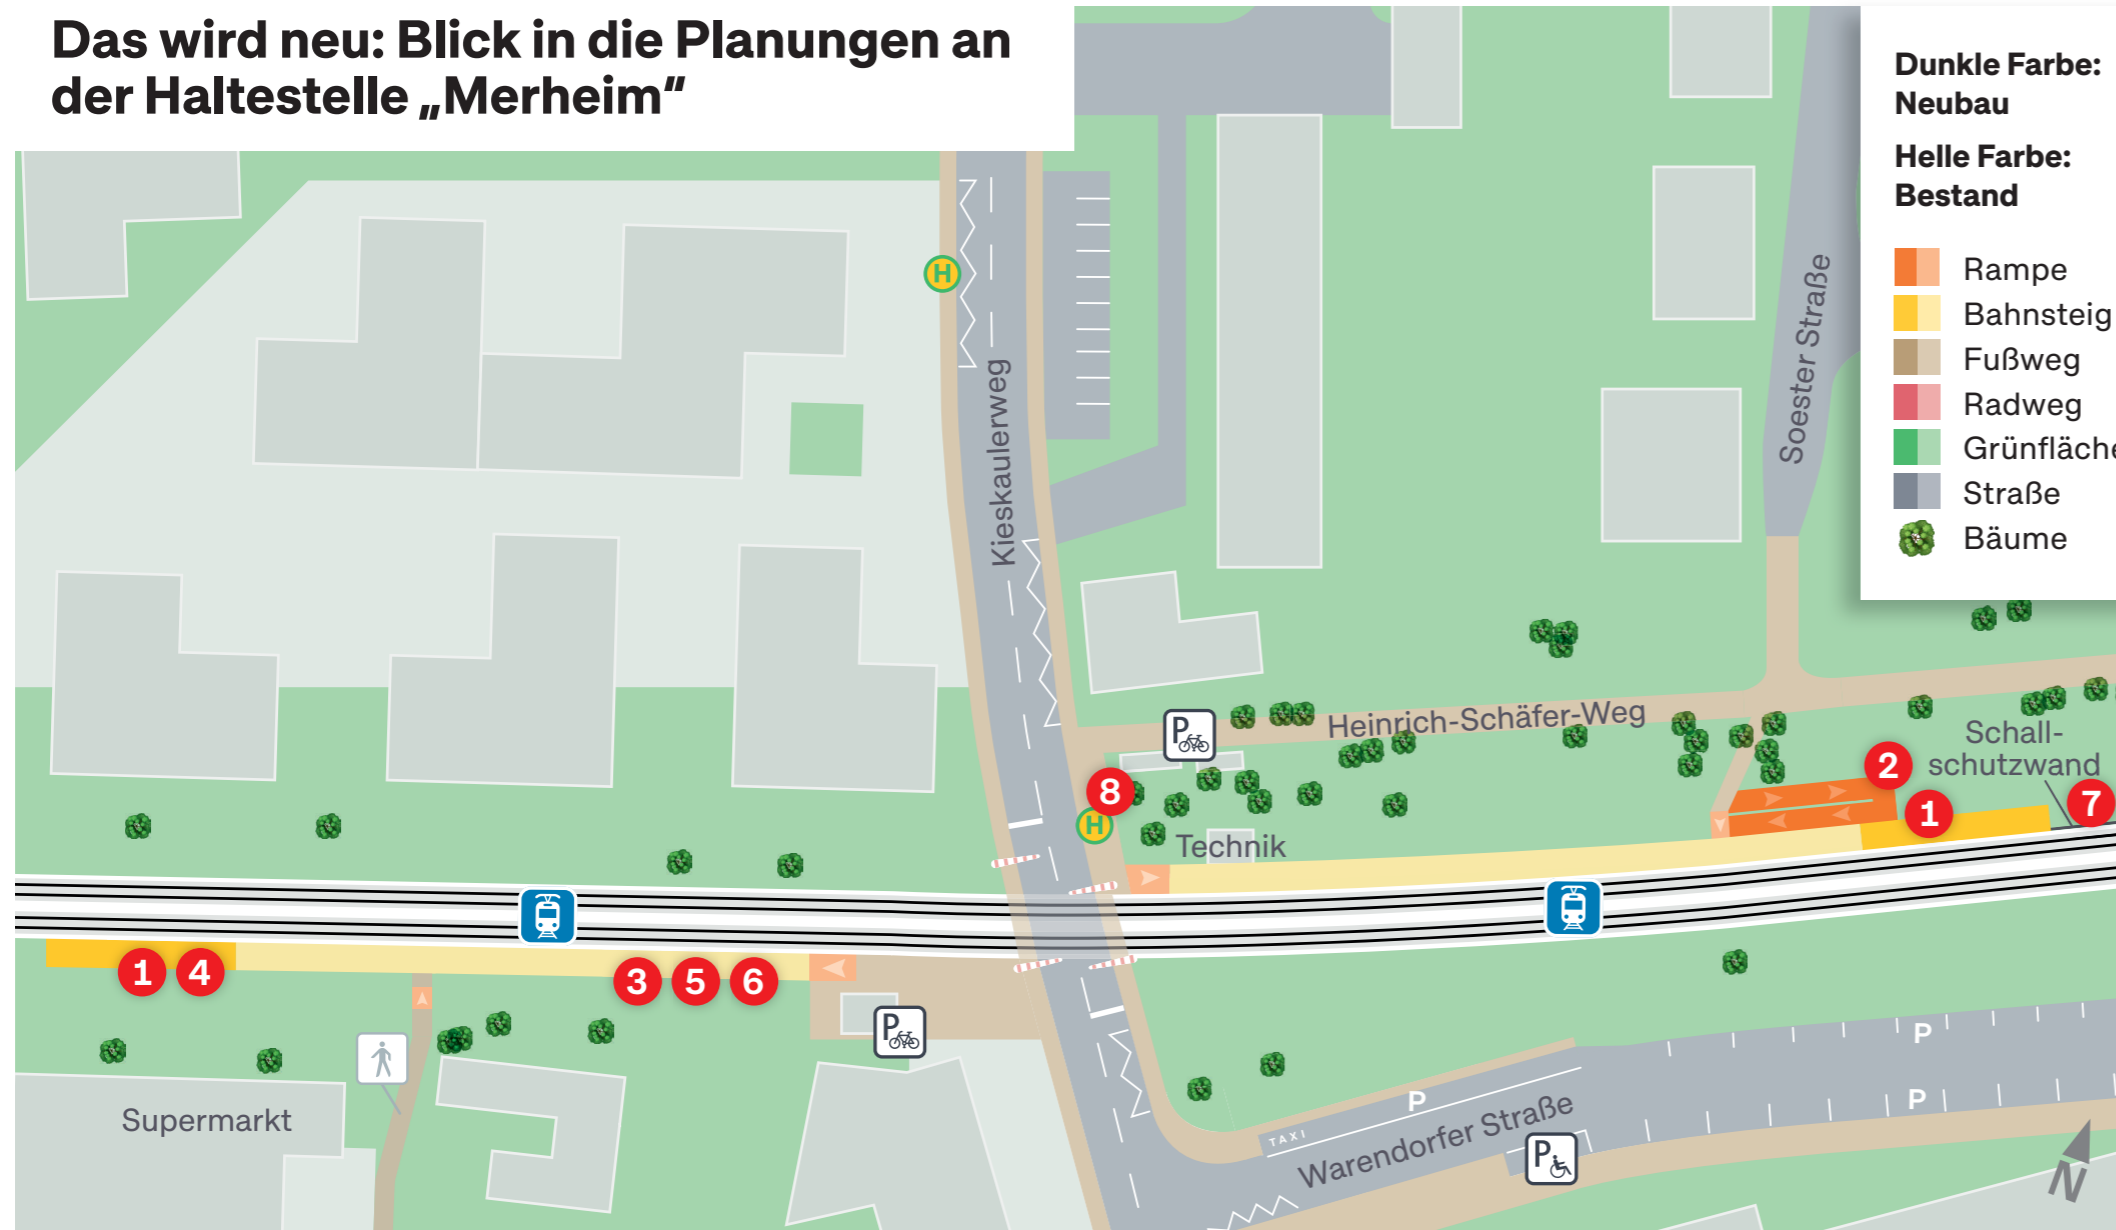 Das wird neu: Blick in die Planungen an
der Haltestelle „Merheim“
Dunkle Farbe:
Neubau
Helle Farbe:
Bestand
Rampe
Bahnsteig
Fußweg
Radweg
Grünfläche
Straße
Bäume
H
Kieskaulerweg
Soester Straße
P
Heinrich-Schäfer-Weg
Schall-
schutzwand
2
1
7
8
H
Technik
1
4
3
5
6
P
Supermarkt
TAXI
P
Warendorfer Straße
P
P
P
N